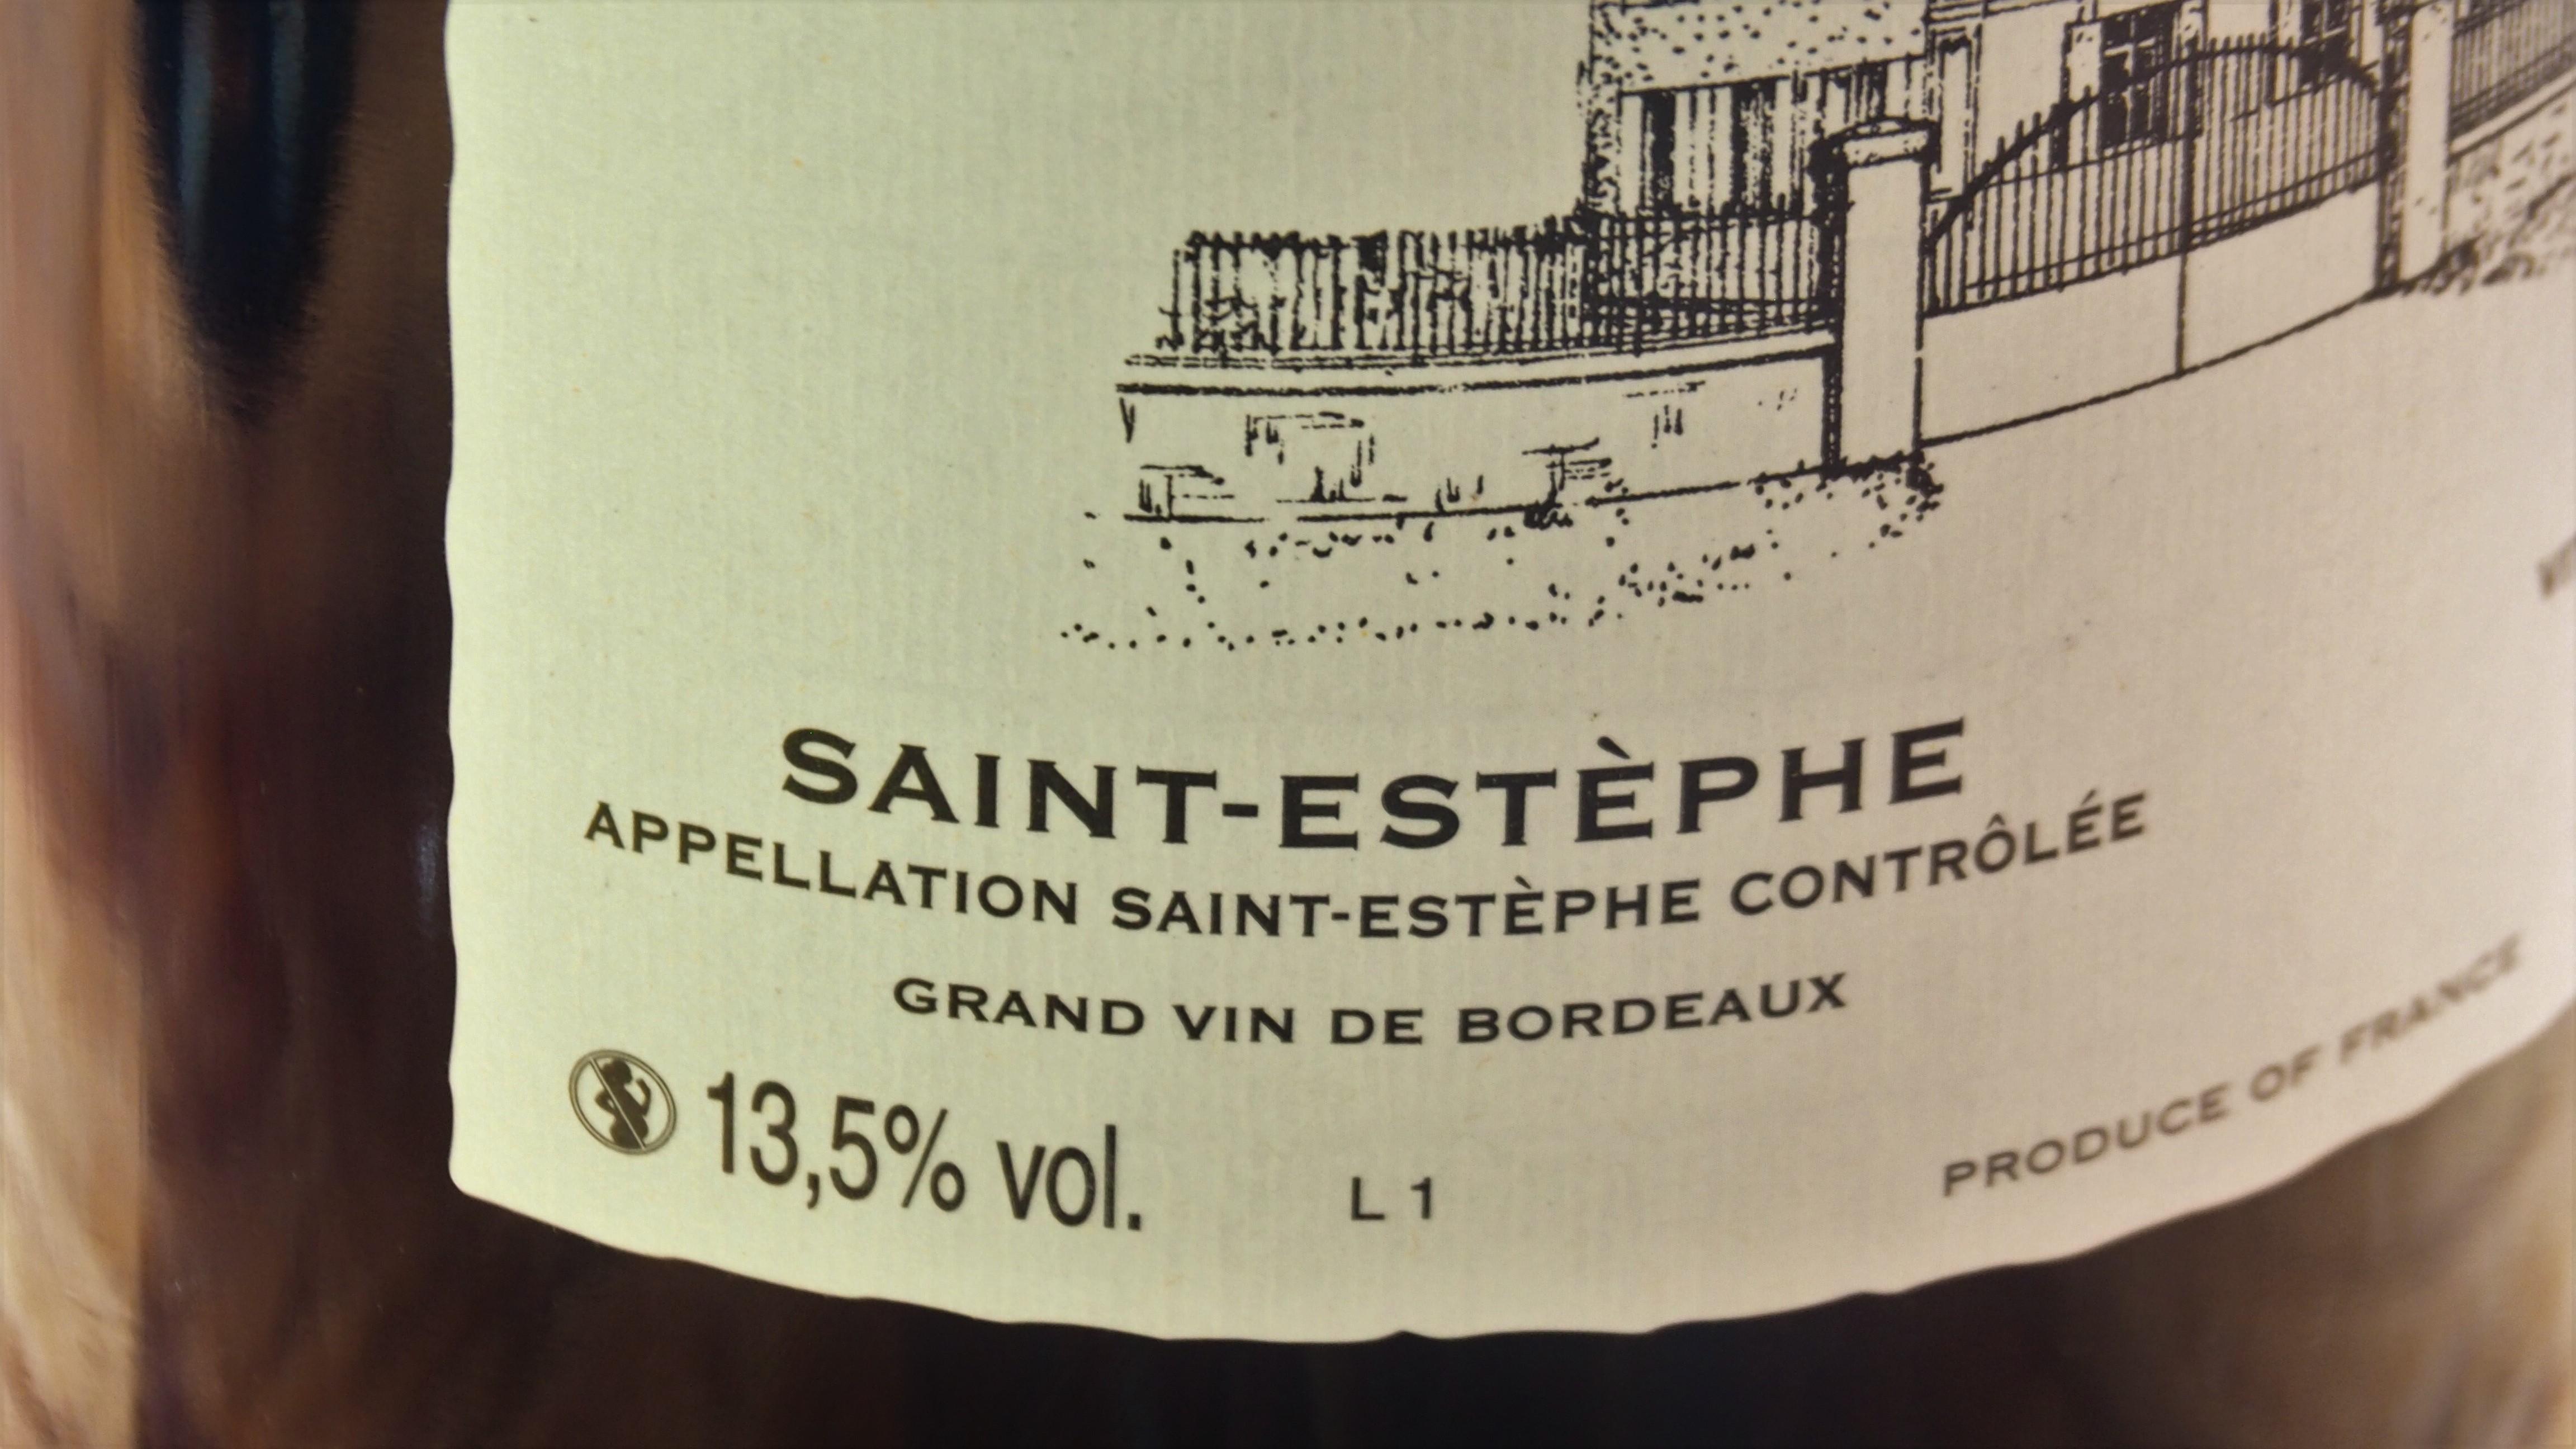 SAINT-ESTÈPHE
APPELLATION SAINT-ESTÈPHE CONTRÔLÉE
GRAND VIN DE BORDEAUX
13,5% vol.
L 1
PRODUCE OF FRANCE